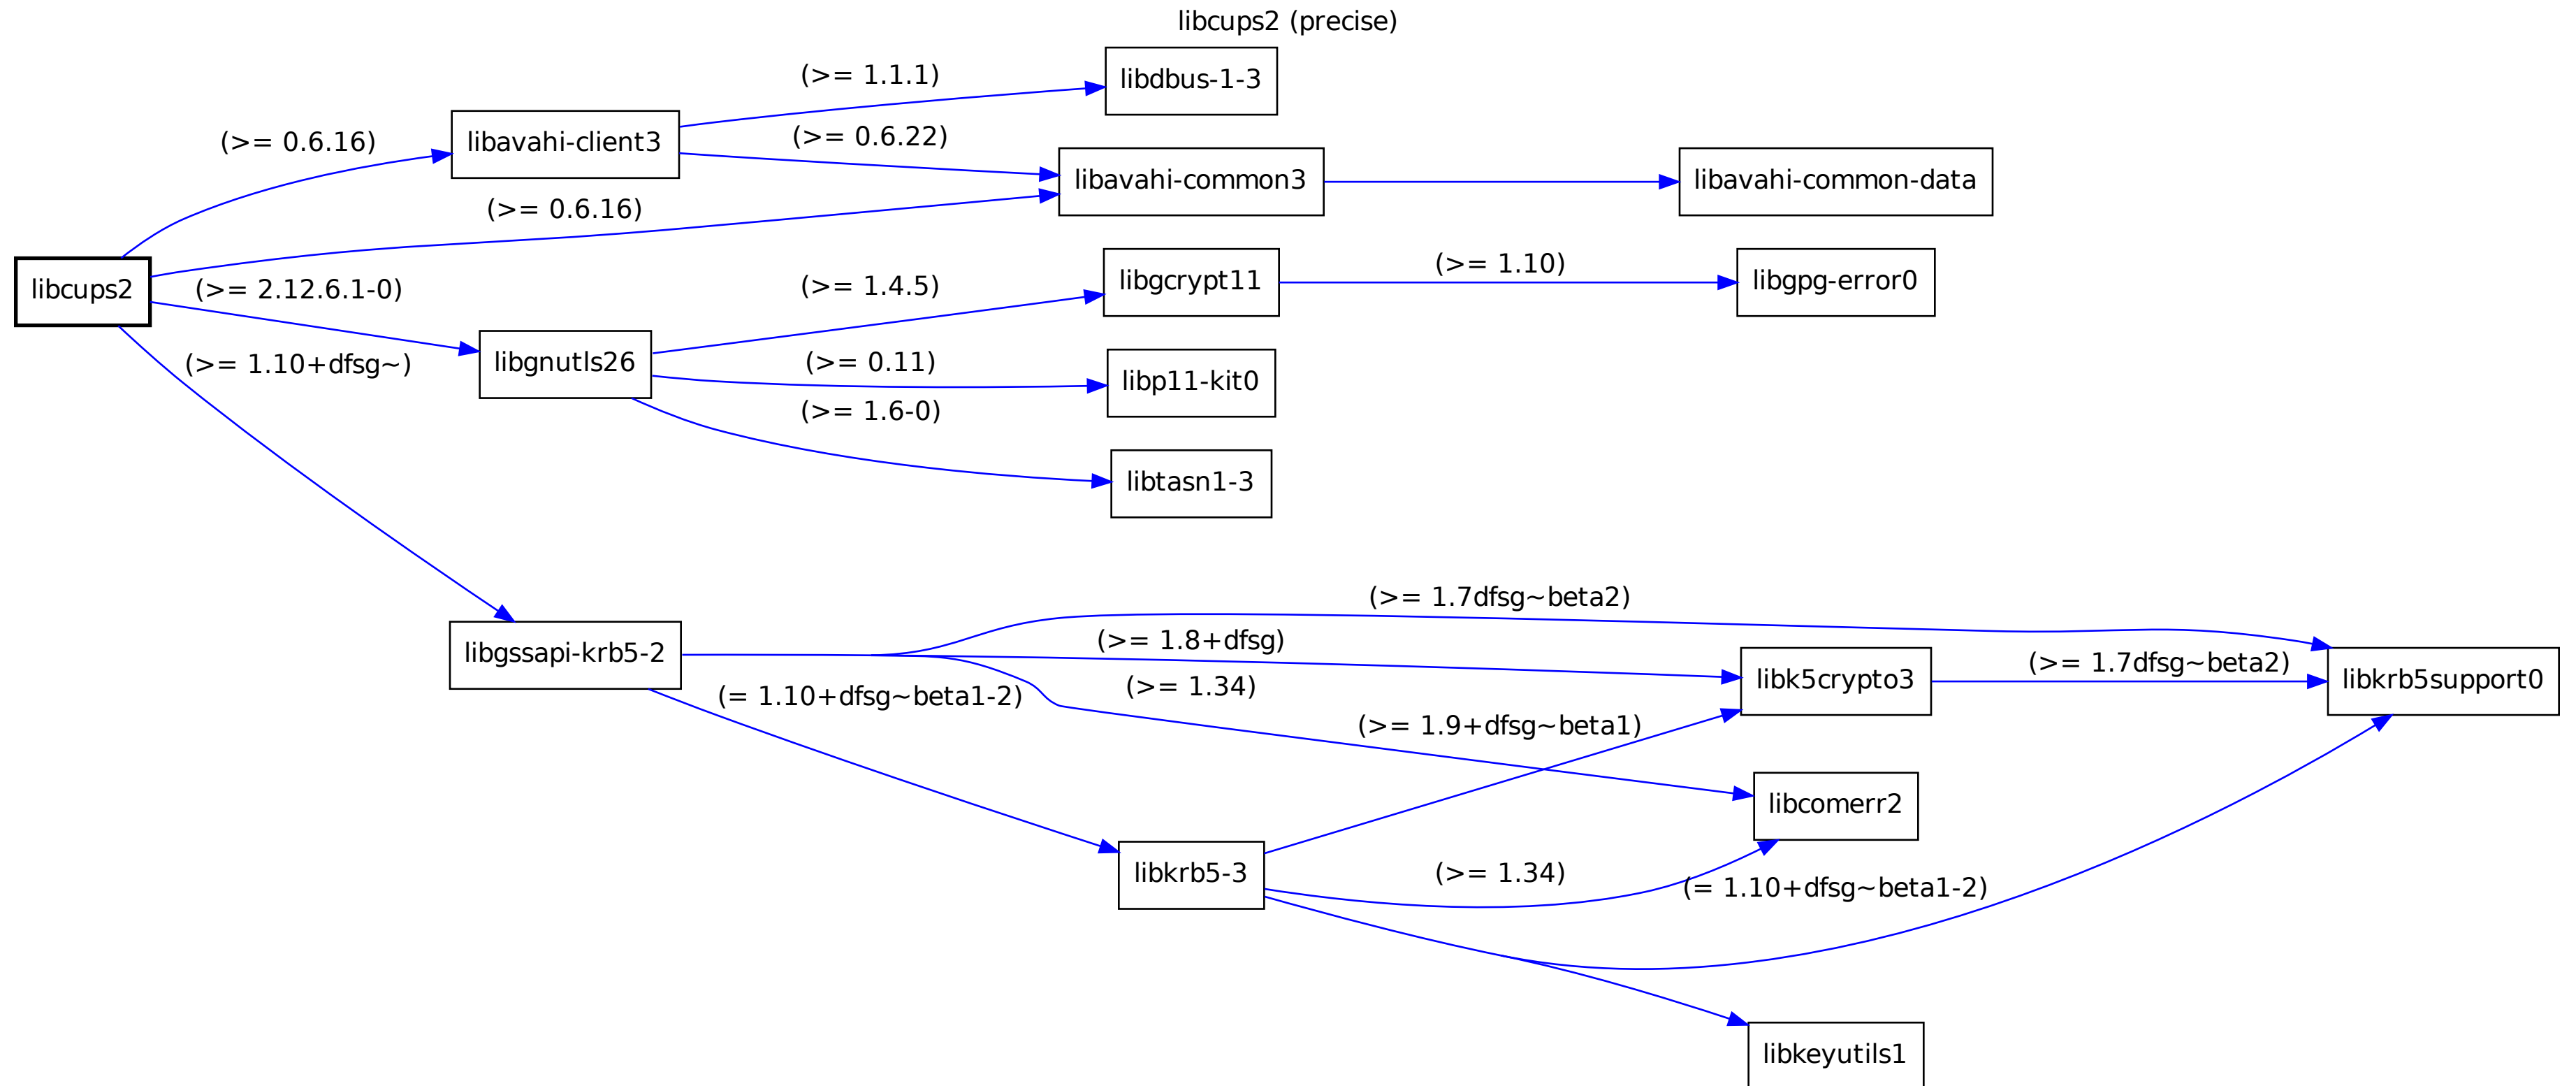 libcups2 (precise)
(>= 1.1.1)
libdbus-1-3
(>= 0.6.16)
libavahi-client3
(>= 0.6.22)
libavahi-common3
libavahi-common-data
(>= 0.6.16)
libcups2
(>= 2.12.6.1-0)
(>= 1.4.5)
libgcrypt11
(>= 1.10)
libgpg-error0
(>= 1.10+dfsg~)
libgnutls26
(>= 0.11)
libp11-kit0
(>= 1.6-0)
libtasn1-3
(>= 1.7dfsg~beta2)
libgssapi-krb5-2
(>= 1.8+dfsg)
(= 1.10+dfsg~beta1-2)
(>= 1.34)
libk5crypto3
(>= 1.7dfsg~beta2)
libkrb5support0
(>= 1.9+dfsg~beta1)
libcomerr2
libkrb5-3
(>= 1.34)
(= 1.10+dfsg~beta1-2)
libkeyutils1